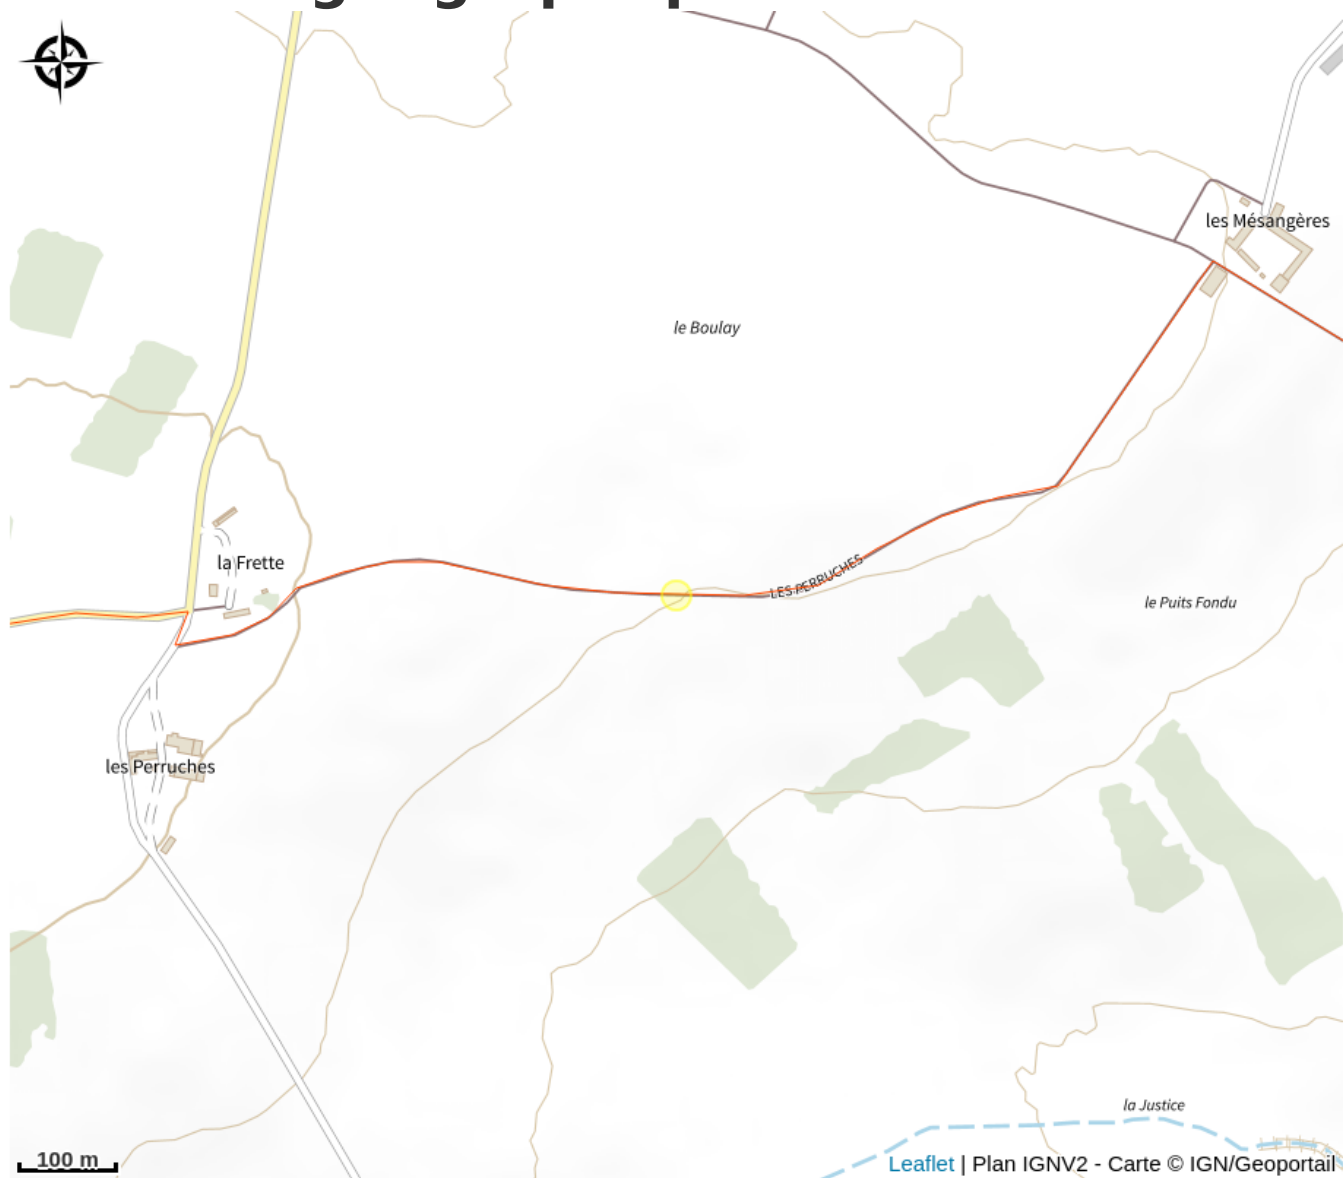 les Mésangères
le Boulay
la Frette
LES PERRUCHES
le Puits Fondu
les Perruches
la Justice
100 m
Leaflet | Plan IGNV2 - Carte © IGN/Geoportail